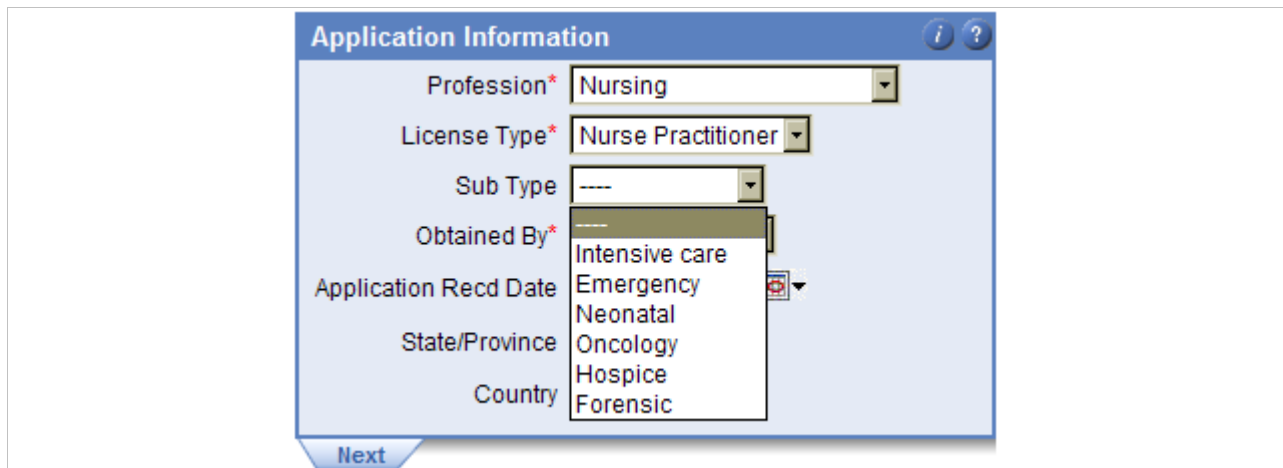 Application Information i ?
Profession* Nursing
License Type* Nurse Practitioner
Sub Type ----
----
Obtained By*
Intensive care
Application Recd Date Emergency
Neonatal
State/Province Oncology
Hospice
Country Forensic
Next